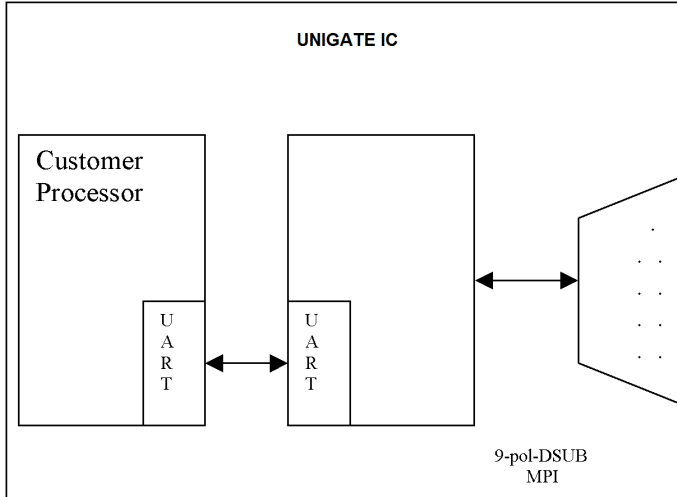 UNIGATE IC
Customer
Processor
U
A
R
T
U
A
R
T
9-pol-DSUB
MPI